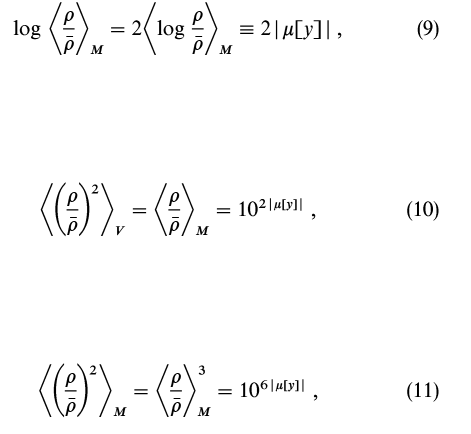 log ⟨ρ/ρ̄⟩_M = 2⟨log ρ/ρ̄⟩_M ≡ 2|μ[y]| , (9)
⟨(ρ/ρ̄)^2⟩_V = ⟨ρ/ρ̄⟩_M = 10^{2|μ[y]|} , (10)
⟨(ρ/ρ̄)^2⟩_M = ⟨ρ/ρ̄⟩_M^3 = 10^{6|μ[y]|} , (11)